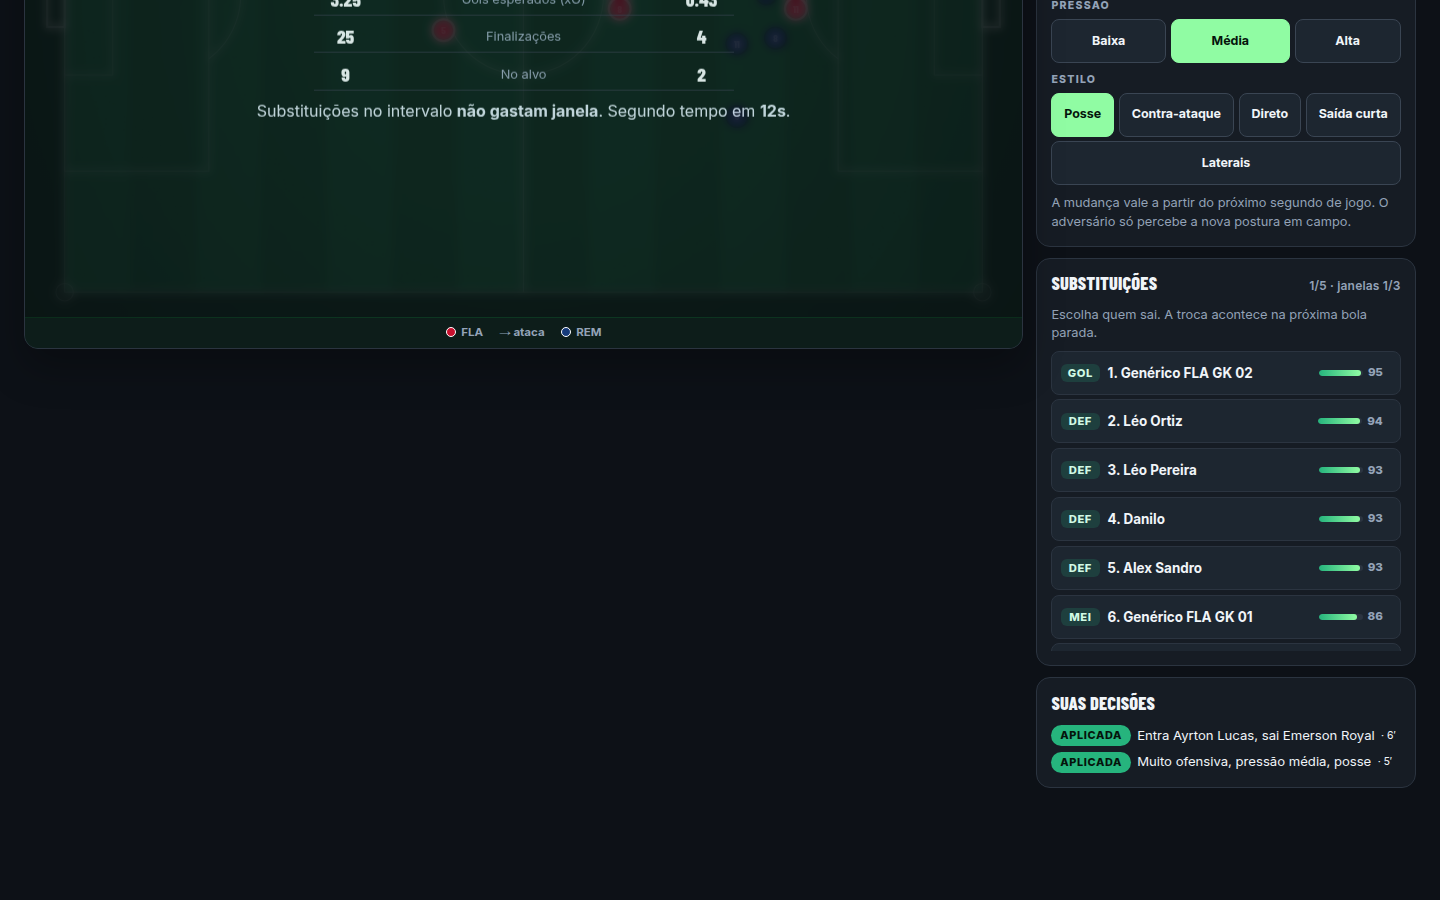 3.25 Gols esperados (xG) 0.43
25 Finalizações 4
9 No alvo 2
Substituições no intervalo não gastam janela. Segundo tempo em 12s.
FLA → ataca REM
PRESSÃO
Baixa Média Alta
ESTILO
Posse Contra-ataque Direto Saída curta
Laterais
A mudança vale a partir do próximo segundo de jogo. O
adversário só percebe a nova postura em campo.
SUBSTITUIÇÕES 1/5 · janelas 1/3
Escolha quem sai. A troca acontece na próxima bola
parada.
GOL 1. Genérico FLA GK 02 95
DEF 2. Léo Ortiz 94
DEF 3. Léo Pereira 93
DEF 4. Danilo 93
DEF 5. Alex Sandro 93
MEI 6. Genérico FLA GK 01 86
SUAS DECISÕES
APLICADA Entra Ayrton Lucas, sai Emerson Royal · 6'
APLICADA Muito ofensiva, pressão média, posse · 5'